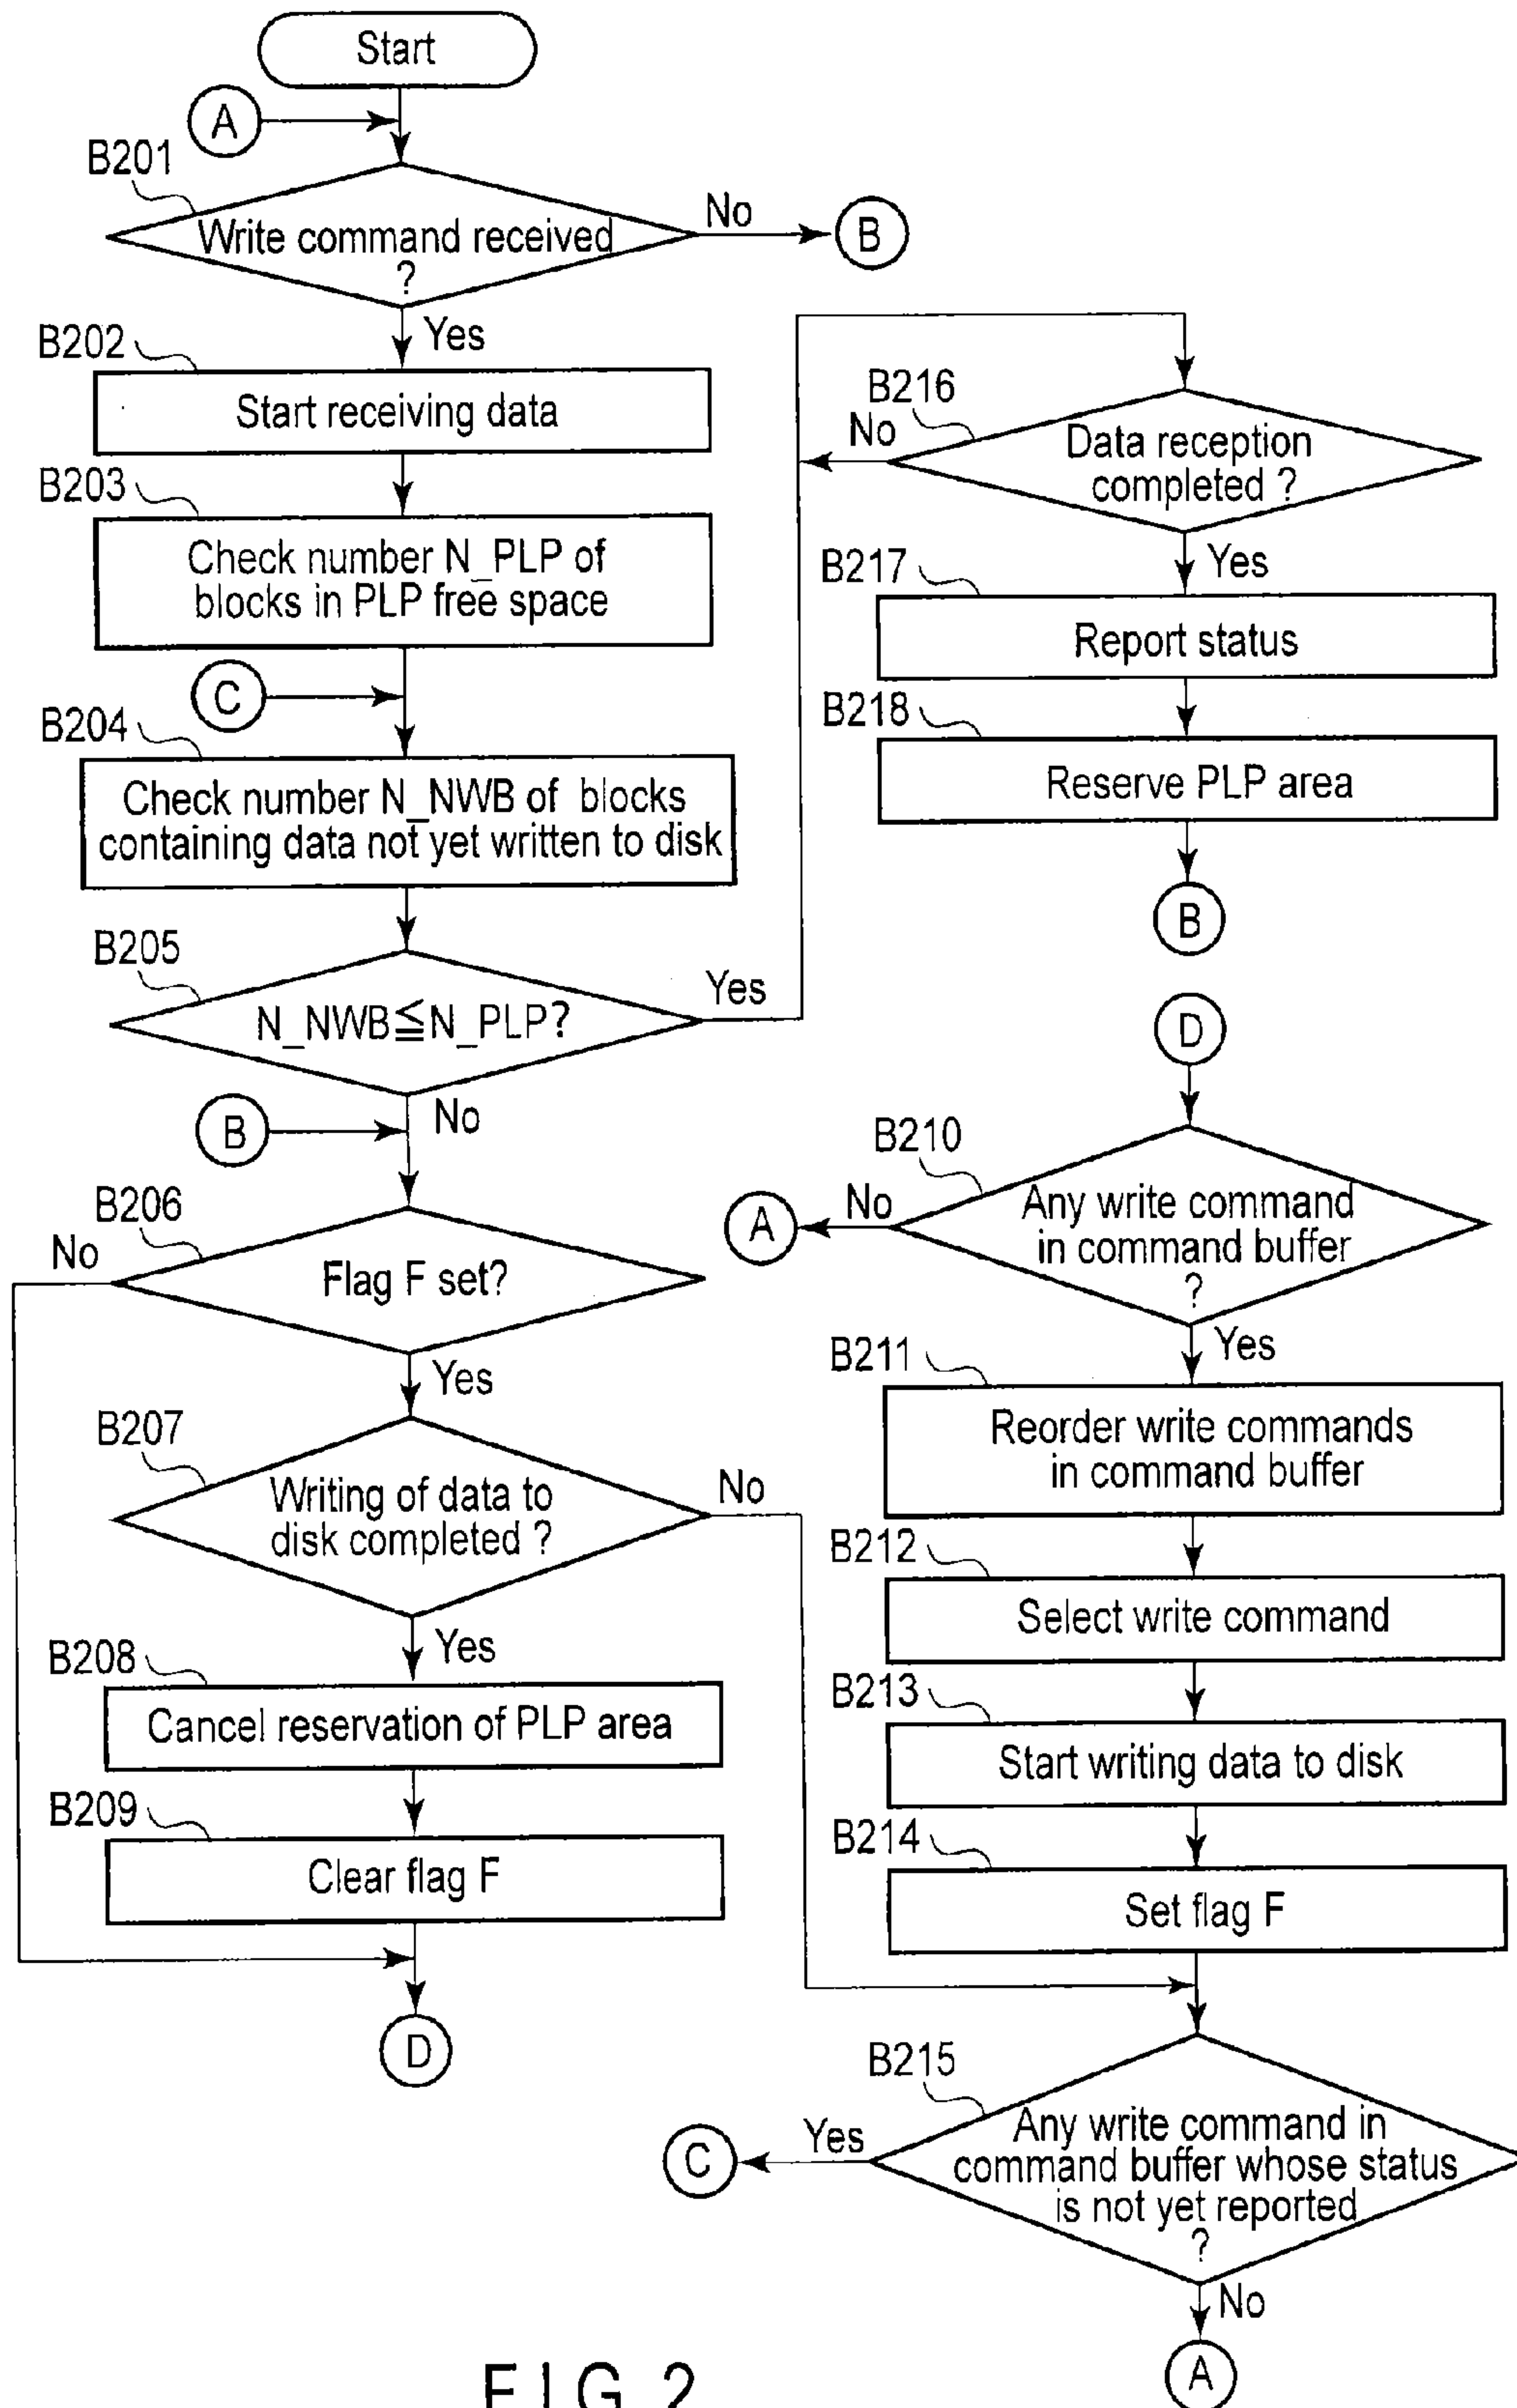 Start
A
B201
Write command received
?
No
B
Yes
B202
Start receiving data
B203
Check number N_PLP of
blocks in PLP free space
C
B204
Check number N_NWB of blocks
containing data not yet written to disk
B205
N_NWB≦N_PLP?
Yes
No
B
B206
No
Flag F set?
Yes
B207
Writing of data to
disk completed ?
No
Yes
B208
Cancel reservation of PLP area
B209
Clear flag F
D
B216
No
Data reception
completed ?
Yes
B217
Report status
B218
Reserve PLP area
B
D
B210
A
No
Any write command
in command buffer
?
Yes
B211
Reorder write commands
in command buffer
B212
Select write command
B213
Start writing data to disk
B214
Set flag F
B215
C
Yes
Any write command in
command buffer whose status
is not yet reported
?
No
A
FIG. 2